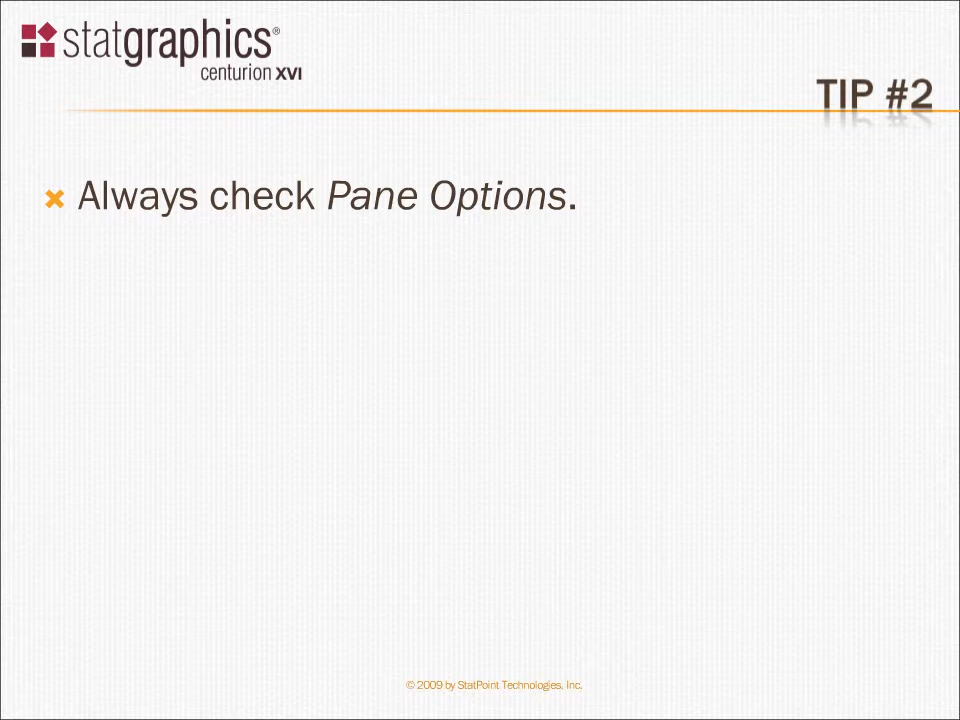 statgraphics®
centurion XVI
TIP #2
Always check Pane Options.
© 2009 by StatPoint Technologies, Inc.